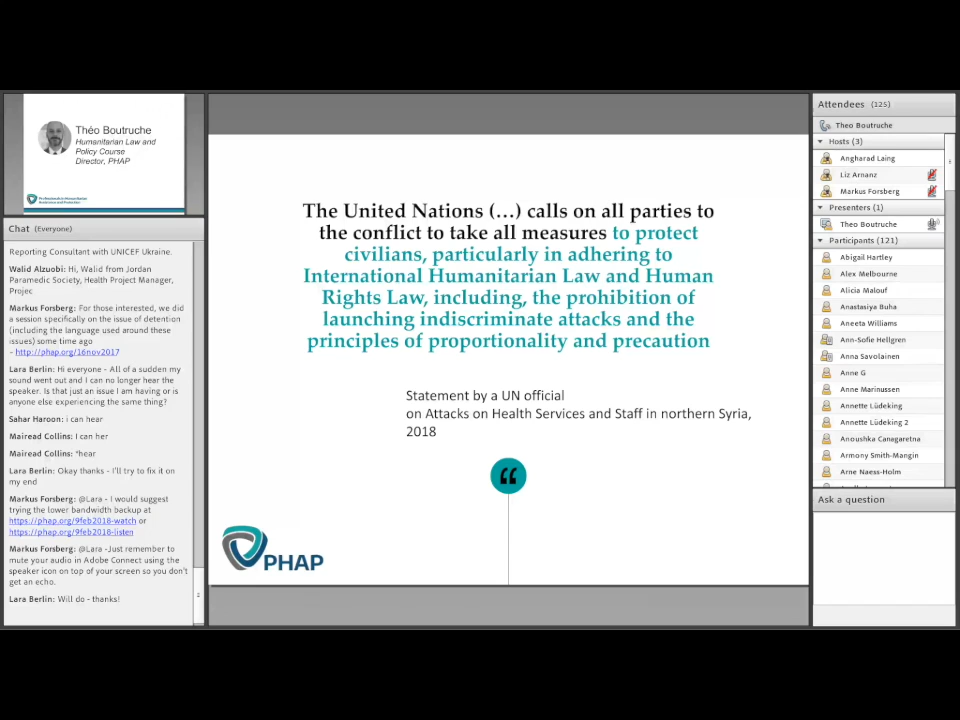 Théo Boutruche
Humanitarian Law and
Policy Course
Director, PHAP
Chat (Everyone)
Reporting Consultant with UNICEF Ukraine.
Walid Alzuobi: Hi, Walid from Jordan
Paramedic Society, Health Project Manager,
Projec
Markus Forsberg: For those interested, we did
a session specifically on the issue of detention
(including the language used around these
issues) some time ago
- http://phap.org/16nov2017
Lara Berlin: Hi everyone - All of a sudden my
sound went out and I can no longer hear the
speaker. Is that just an issue I am having or is
anyone else experiencing the same thing?
Sahar Haroon: i can hear
Mairead Collins: I can her
Mairead Collins: *hear
Lara Berlin: Okay thanks - I'll try to fix it on
my end
Markus Forsberg: @Lara - I would suggest
trying the lower bandwidth backup at
https://phap.org/9feb2018-watch or
https://phap.org/9feb2018-listen
Markus Forsberg: @Lara -Just remember to
mute your audio in Adobe Connect using the
speaker icon on top of your screen so you don't
get an echo.
Lara Berlin: Will do - thanks!
The United Nations (…) calls on all parties to
the conflict to take all measures to protect
civilians, particularly in adhering to
International Humanitarian Law and Human
Rights Law, including, the prohibition of
launching indiscriminate attacks and the
principles of proportionality and precaution
Statement by a UN official
on Attacks on Health Services and Staff in northern Syria,
2018
“
PHAP
Attendees (125)
Theo Boutruche
Hosts (3)
Angharad Laing
Liz Arnanz
Markus Forsberg
Presenters (1)
Theo Boutruche
Participants (121)
Abigail Hartley
Alex Melbourne
Alicia Malouf
Anastasiya Buha
Aneeta Williams
Ann-Sofie Hellgren
Anna Savolainen
Anne G
Anne Marinussen
Annette Lüdeking
Annette Lüdeking 2
Anoushka Canagaretna
Armony Smith-Mangin
Arne Naess-Holm
Ask a question